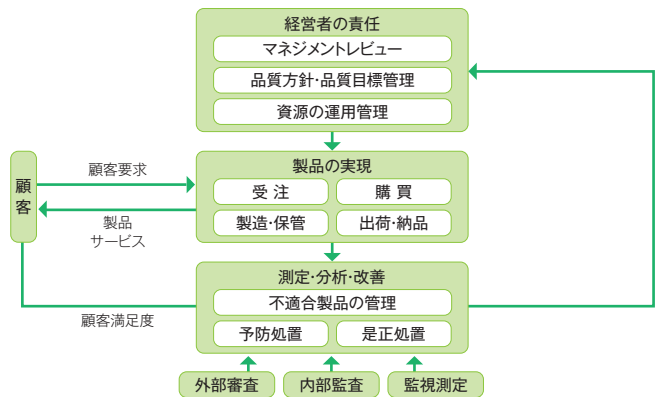 経営者の責任
マネジメントレビュー
品質方針・品質目標管理
資源の運用管理
顧客
顧客要求
製品
サービス
製品の実現
受 注
購 買
製造・保管
出荷・納品
顧客満足度
測定・分析・改善
不適合製品の管理
予防処置
是正処置
外部審査
内部監査
監視測定